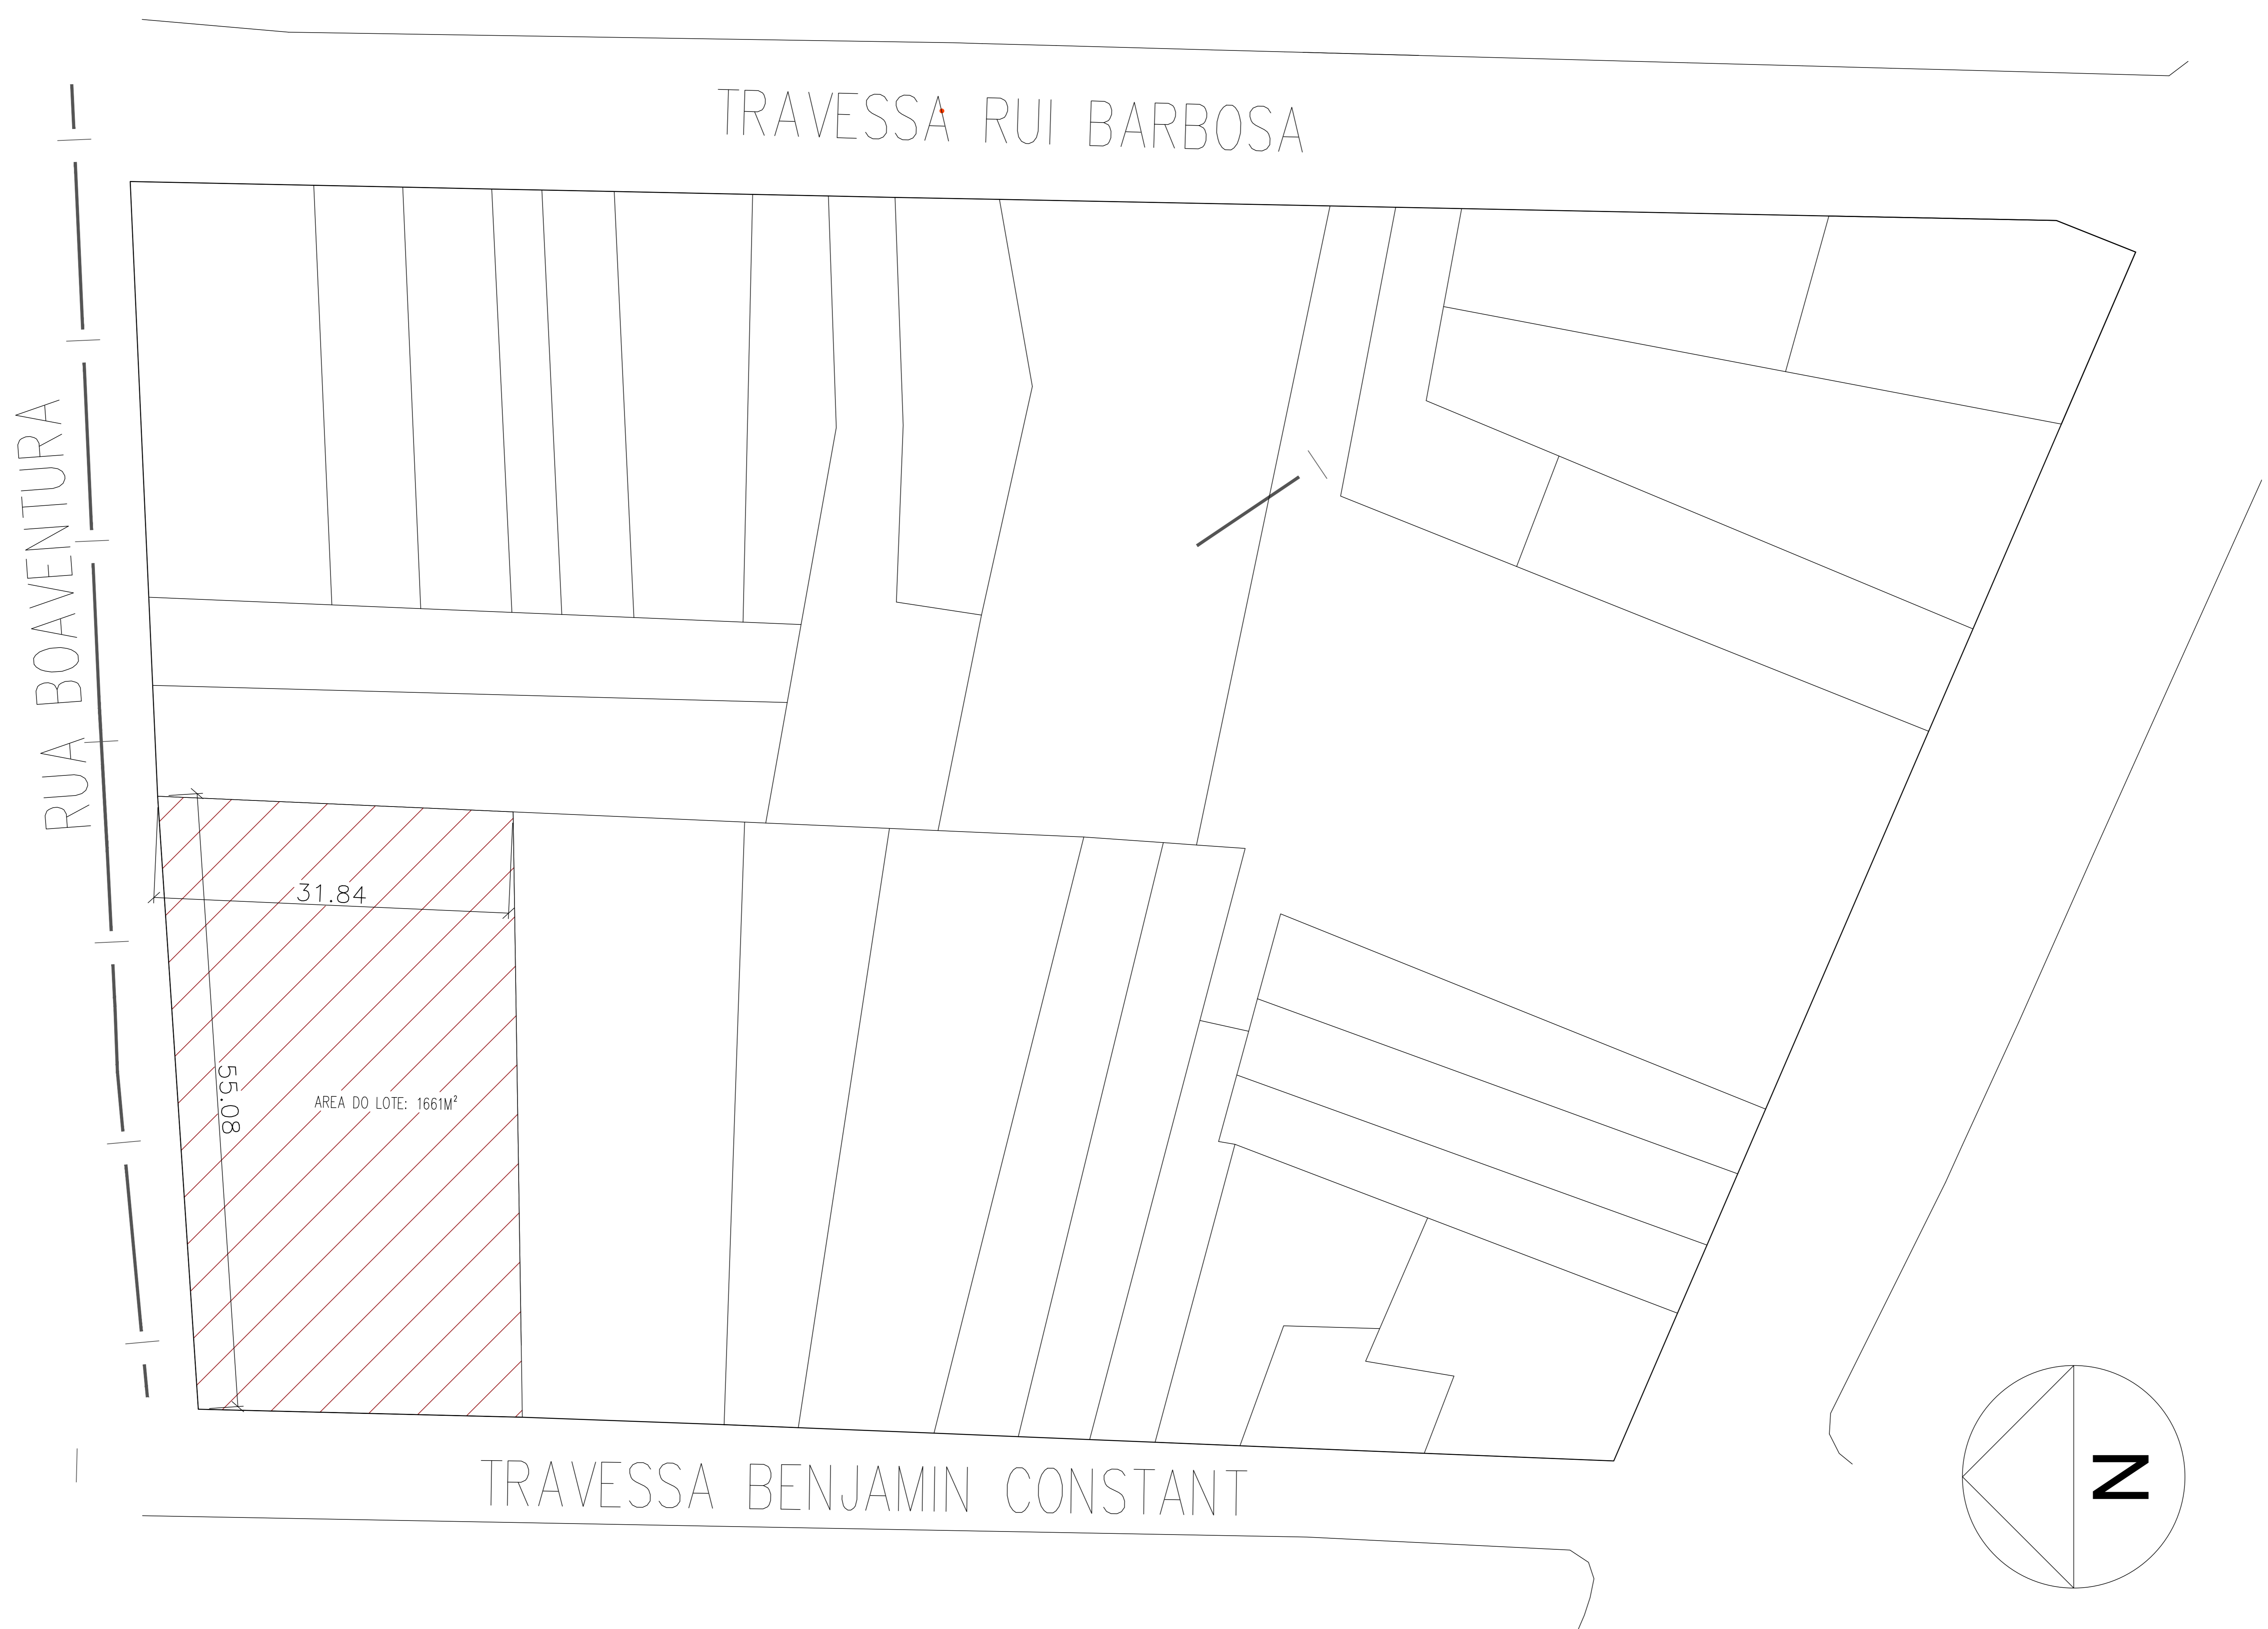 TRAVESSA RUI BARBOSA
RUA BOAVENTURA
31.84
55.08
AREA DO LOTE: 1661M²
TRAVESSA BENJAMIN CONSTANT
N